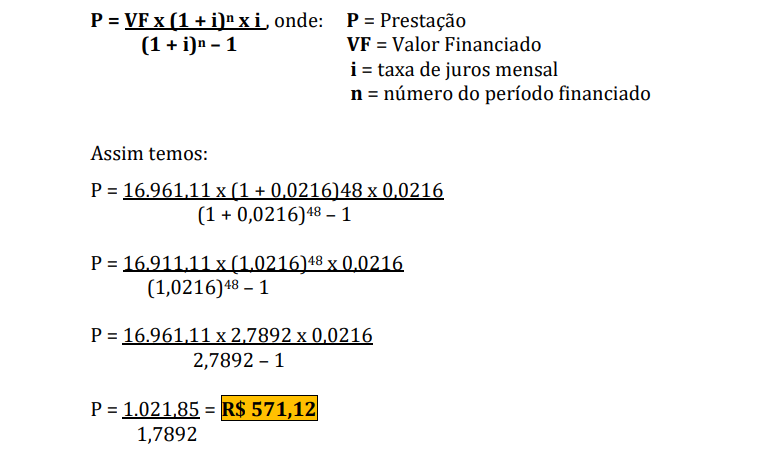 P = VF x (1 + i)ⁿ x i , onde: P = Prestação
(1 + i)ⁿ – 1 VF = Valor Financiado
i = taxa de juros mensal
n = número do período financiado
Assim temos:
P = 16.961,11 x (1 + 0,0216)48 x 0,0216
(1 + 0,0216)⁴⁸ – 1
P = 16.911,11 x (1,0216)⁴⁸ x 0,0216
(1,0216)⁴⁸ – 1
P = 16.961,11 x 2,7892 x 0,0216
2,7892 – 1
P = 1.021,85 = R$ 571,12
1,7892